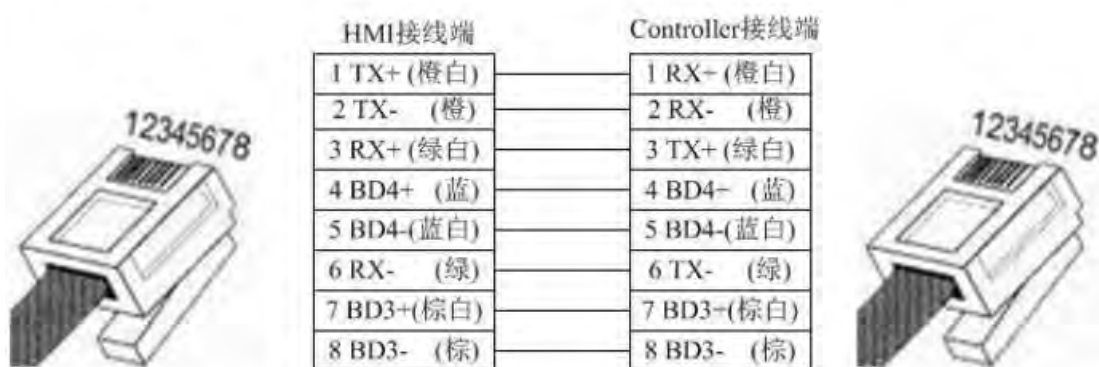 HMI接线端
Controller接线端
1 TX+ (橙白)
1 RX+ (橙白)
2 TX- (橙)
2 RX- (橙)
3 RX+ (绿白)
3 TX+ (绿白)
4 BD4+ (蓝)
4 BD4+ (蓝)
5 BD4-(蓝白)
5 BD4-(蓝白)
6 RX- (绿)
6 TX- (绿)
7 BD3+(棕白)
7 BD3+(棕白)
8 BD3- (棕)
8 BD3- (棕)
12345678
12345678